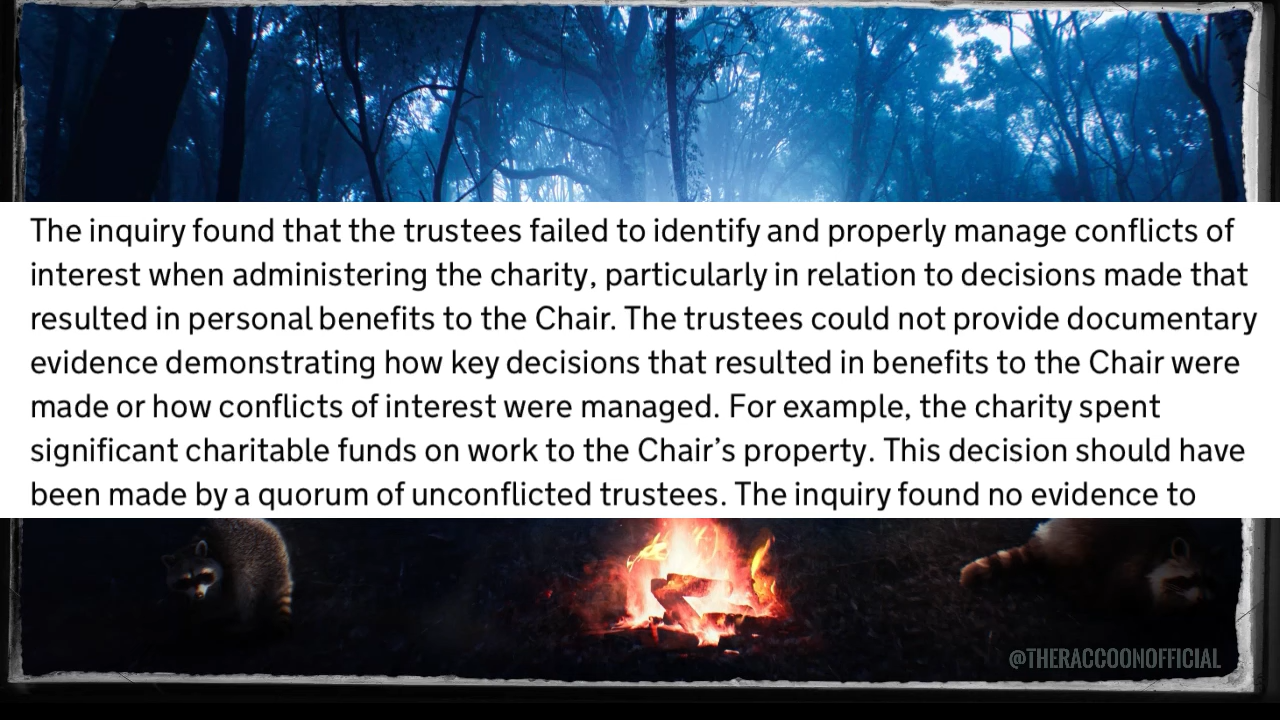 The inquiry found that the trustees failed to identify and properly manage conflicts of
interest when administering the charity, particularly in relation to decisions made that
resulted in personal benefits to the Chair. The trustees could not provide documentary
evidence demonstrating how key decisions that resulted in benefits to the Chair were
made or how conflicts of interest were managed. For example, the charity spent
significant charitable funds on work to the Chair’s property. This decision should have
been made by a quorum of unconflicted trustees. The inquiry found no evidence to
@THERACCOONOFFICIAL